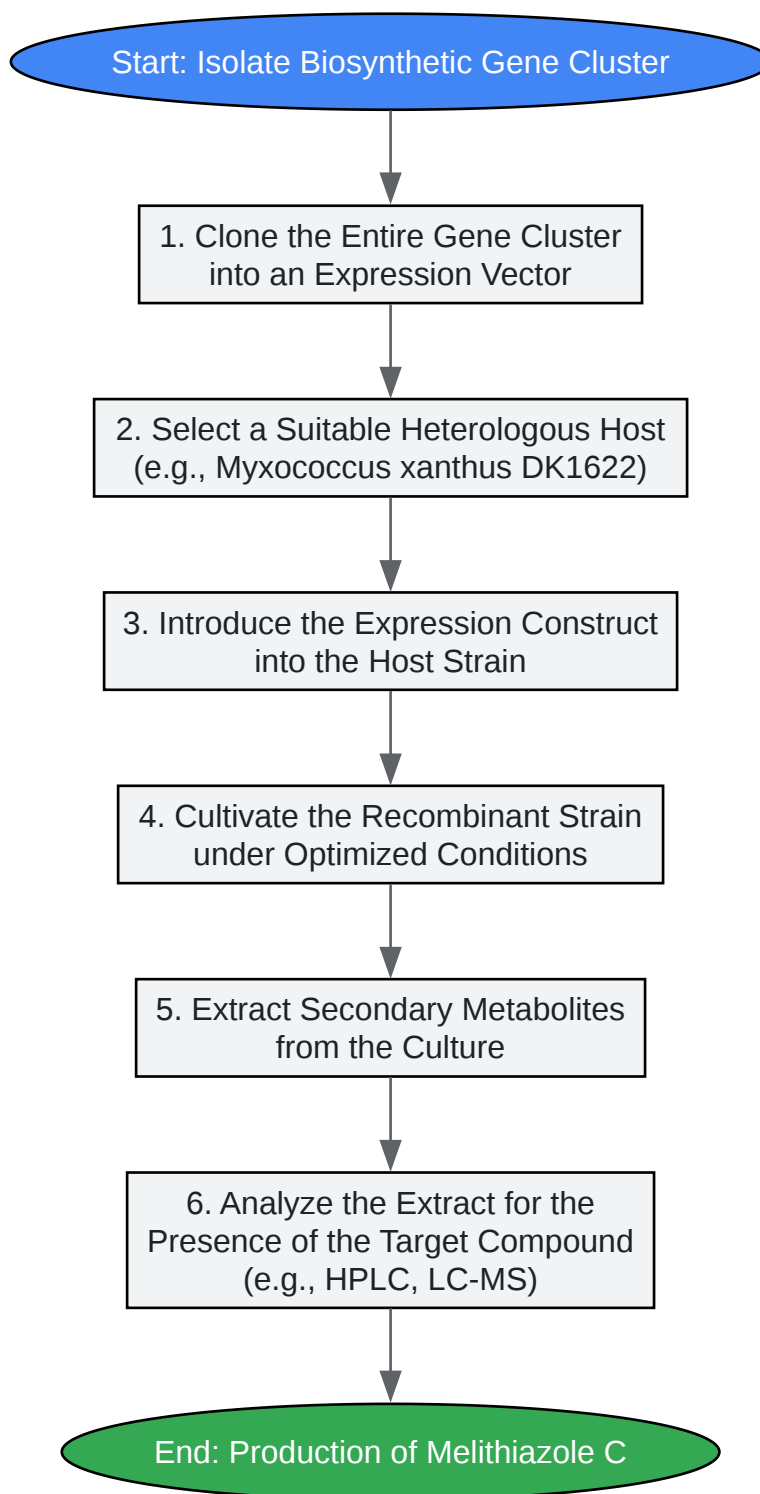 Start: Isolate Biosynthetic Gene Cluster
1. Clone the Entire Gene Cluster
into an Expression Vector
2. Select a Suitable Heterologous Host
(e.g., Myxococcus xanthus DK1622)
3. Introduce the Expression Construct
into the Host Strain
4. Cultivate the Recombinant Strain
under Optimized Conditions
5. Extract Secondary Metabolites
from the Culture
6. Analyze the Extract for the
Presence of the Target Compound
(e.g., HPLC, LC-MS)
End: Production of Melithiazole C